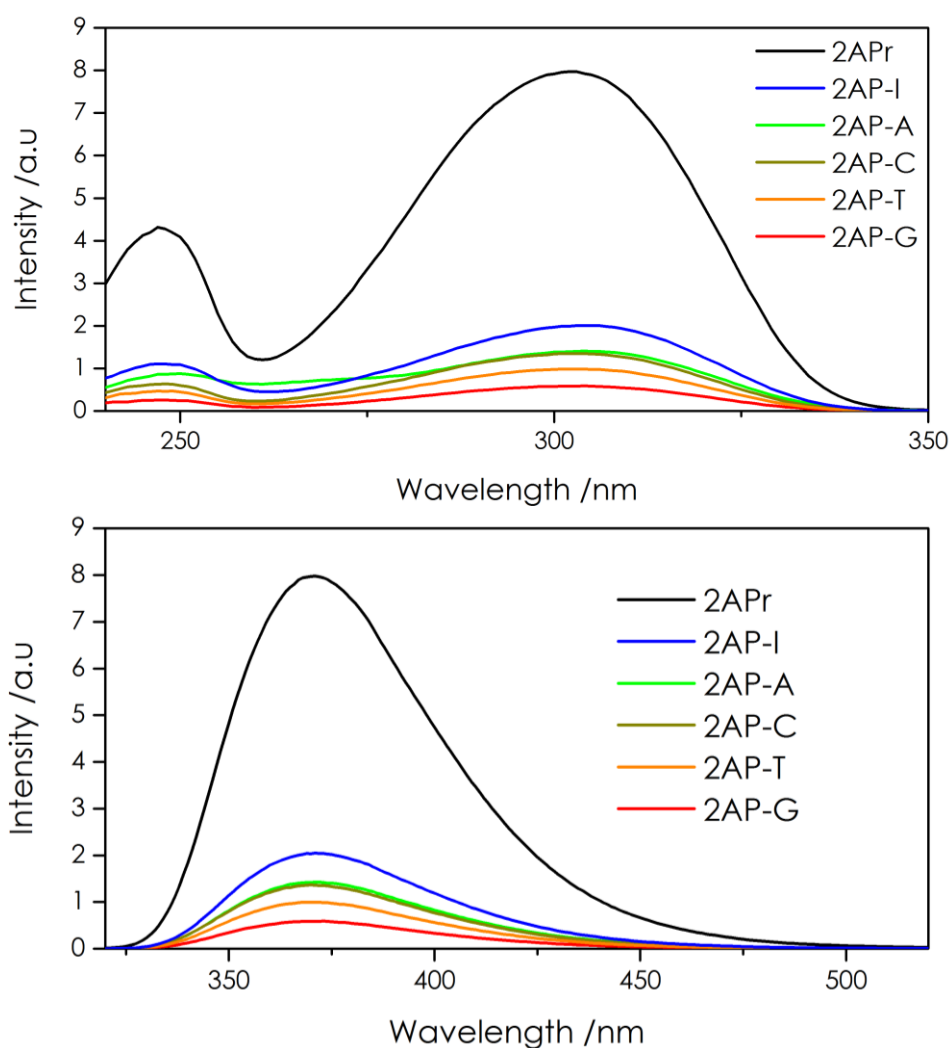 9
8
7
6
5
4
3
2
1
0
Intensity /a.u
2APr
2AP-I
2AP-A
2AP-C
2AP-T
2AP-G
250
300
350
Wavelength /nm
9
8
7
6
5
4
3
2
1
0
Intensity /a.u
2APr
2AP-I
2AP-A
2AP-C
2AP-T
2AP-G
350
400
450
500
Wavelength /nm